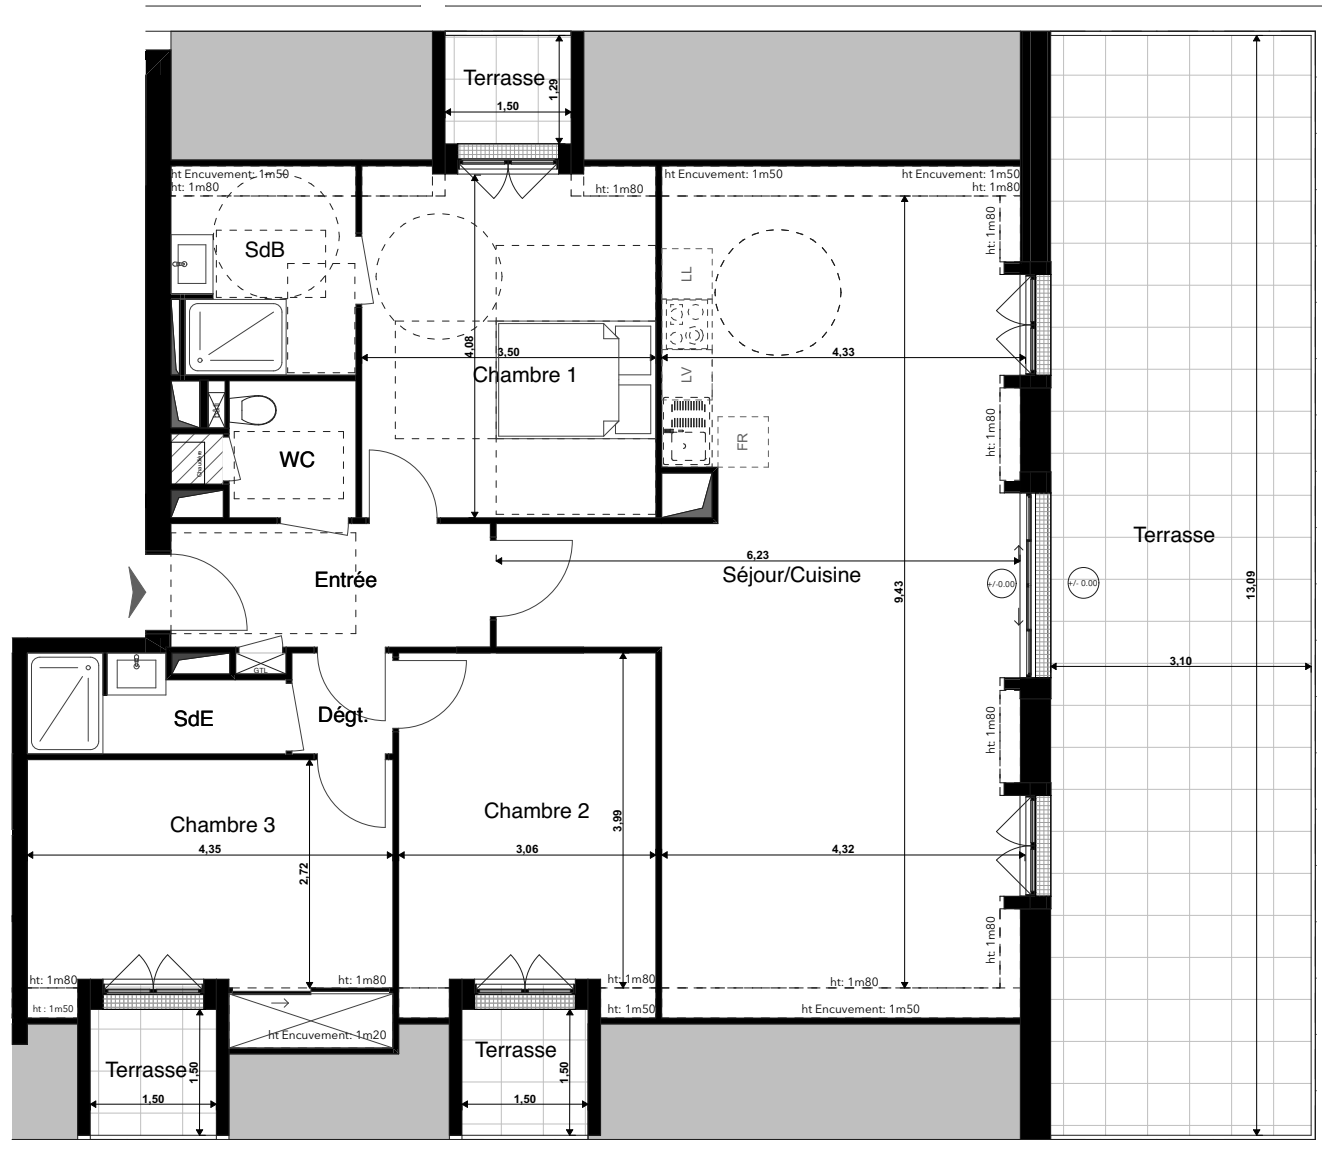 Terrasse
1,29
1,50
ht Encuvement: 1m50
ht: 1m80
ht: 1m80
ht Encuvement: 1m50
ht Encuvement: 1m50
ht: 1m80
ht: 1m80
SdB
LL
4,08
3,50
4,33
Chambre 1
LV
ht: 1m80
FR
WC
Chaudière
Entrée
6,23
Séjour/Cuisine
9,43
+/-0.00
+/- 0.00
Terrasse
13,09
3,10
GTL
SdE
Dégt.
ht: 1m80
Chambre 3
4,35
2,72
Chambre 2
3,06
3,99
4,32
ht: 1m80
ht: 1m80
ht: 1m80
ht: 1m80
ht: 1m80
ht : 1m50
ht: 1m50
ht Encuvement: 1m50
ht Encuvement: 1m20
Terrasse
1,50
1,50
Terrasse
1,50
1,50